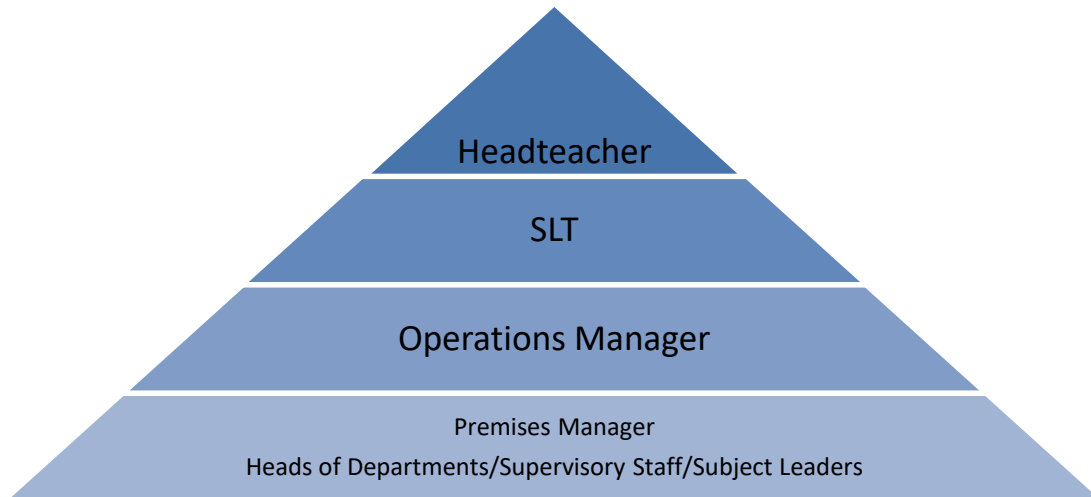 Headteacher
SLT
Operations Manager
Premises Manager
Heads of Departments/Supervisory Staff/Subject Leaders